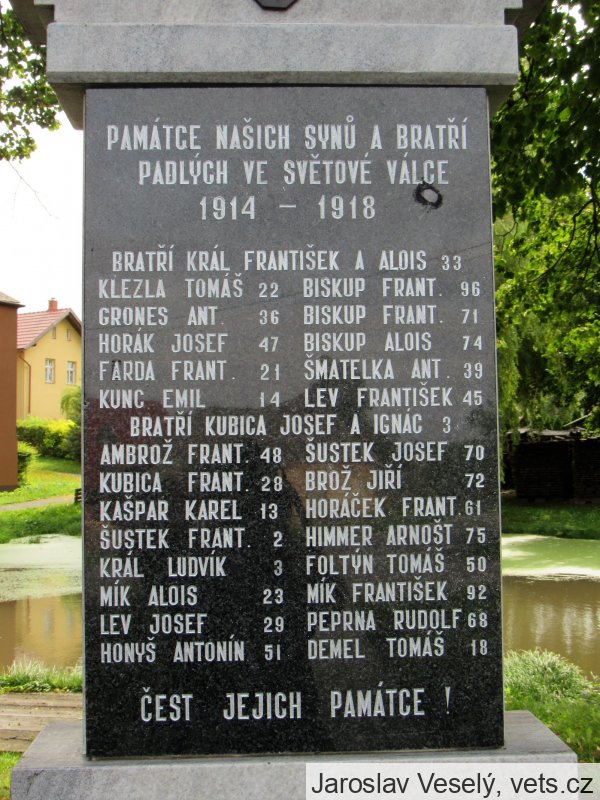 PAMÁTCE NAŠICH SYNŮ A BRATŘÍ
PADLÝCH VE SVĚTOVÉ VÁLCE
1914 – 1918
BRATŘÍ KRÁL FRANTIŠEK A ALOIS 33
KLEZLA TOMÁŠ 22 BISKUP FRANT. 96
GRONES ANT. 36 BISKUP FRANT. 71
HORÁK JOSEF 47 BISKUP ALOIS 74
FARDA FRANT. 21 ŠMATELKA ANT. 39
KUNC EMIL 14 LEV FRANTIŠEK 45
BRATŘÍ KUBICA JOSEF A IGNÁC 3
AMBROŽ FRANT. 48 ŠUSTEK JOSEF 70
KUBICA FRANT. 28 BROŽ JIŘÍ 72
KAŠPAR KAREL 13 HORÁČEK FRANT. 61
ŠUSTEK FRANT. 2 HIMMER ARNOŠT 75
KRÁL LUDVÍK 3 FOLTÝN TOMÁŠ 50
MÍK ALOIS 23 MÍK FRANTIŠEK 92
LEV JOSEF 29 PEPRNA RUDOLF 68
HONYŠ ANTONÍN 51 DEMEL TOMÁŠ 18
ČEST JEJICH PAMÁTCE !
Jaroslav Veselý, vets.cz